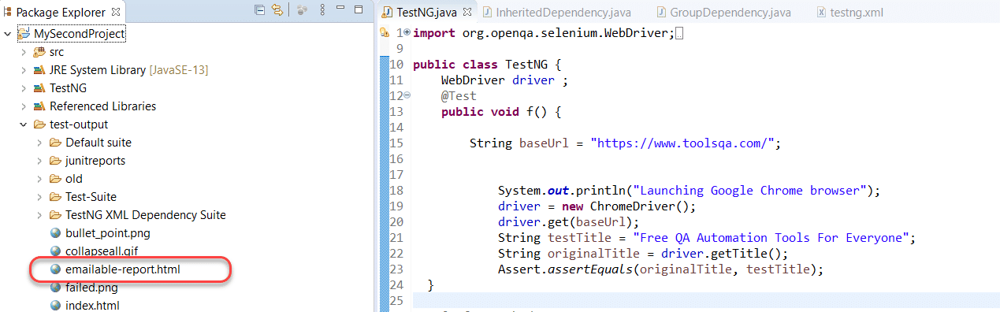 Package Explorer
MySecondProject
src
JRE System Library [JavaSE-13]
TestNG
Referenced Libraries
test-output
Default suite
junitreports
old
Test-Suite
TestNG XML Dependency Suite
bullet_point.png
collapseall.gif
emailable-report.html
failed.png
index.html
TestNG.java InheritedDependency.java GroupDependency.java testng.xml
1 import org.openqa.selenium.WebDriver;
9
10 public class TestNG {
11 WebDriver driver ;
12 @Test
13 public void f() {
14
15 String baseUrl = "https://www.toolsqa.com/";
16
17
18 System.out.println("Launching Google Chrome browser");
19 driver = new ChromeDriver();
20 driver.get(baseUrl);
21 String testTitle = "Free QA Automation Tools For Everyone";
22 String originalTitle = driver.getTitle();
23 Assert.assertEquals(originalTitle, testTitle);
24 }
25